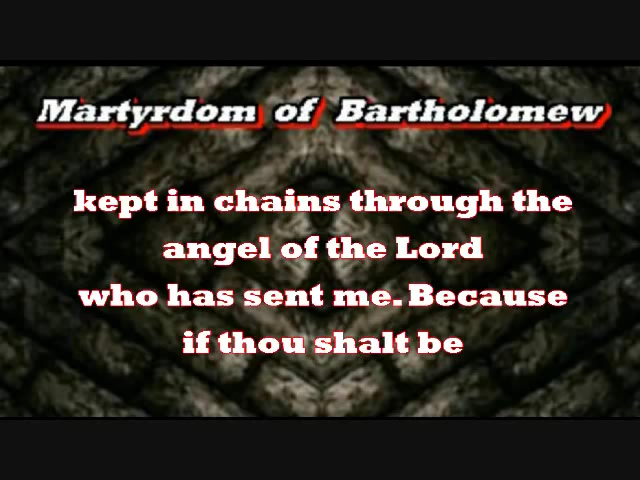 Martyrdom of Bartholomew
kept in chains through the
angel of the Lord
who has sent me. Because
if thou shalt be